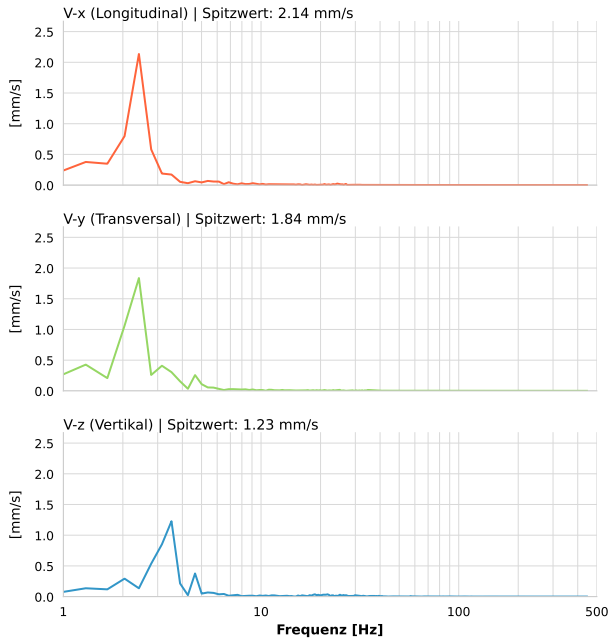 V-x (Longitudinal) | Spitzwert: 2.14 mm/s
2.5
2.0
1.5
1.0
0.5
0.0
[mm/s]
V-y (Transversal) | Spitzwert: 1.84 mm/s
2.5
2.0
1.5
1.0
0.5
0.0
[mm/s]
V-z (Vertikal) | Spitzwert: 1.23 mm/s
2.5
2.0
1.5
1.0
0.5
0.0
[mm/s]
1 10 100 500
Frequenz [Hz]